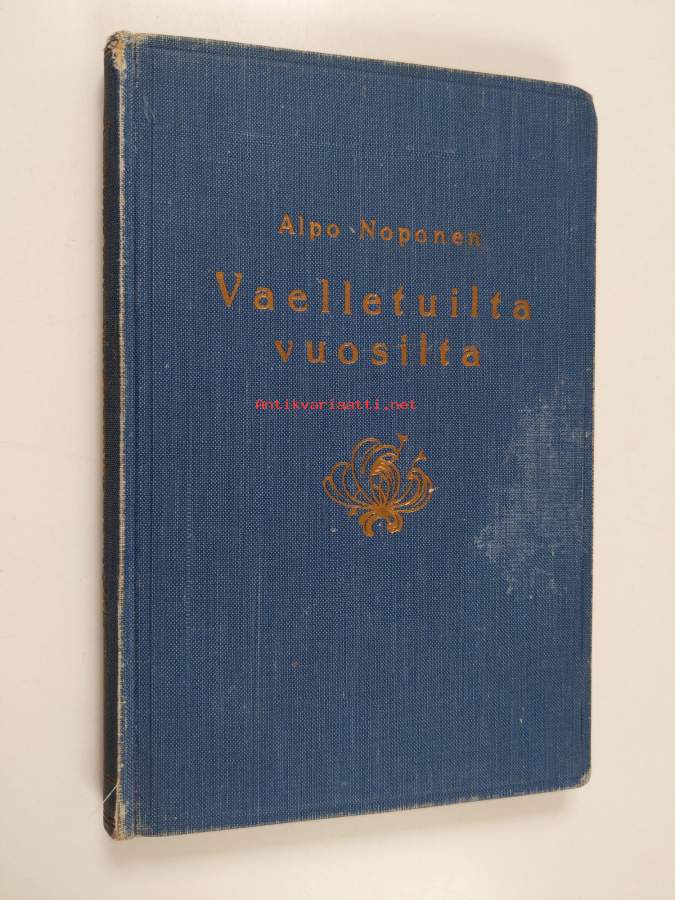 Alpo Noponen
Vaelletuilta
vuosilta
Antikvariaatti.net